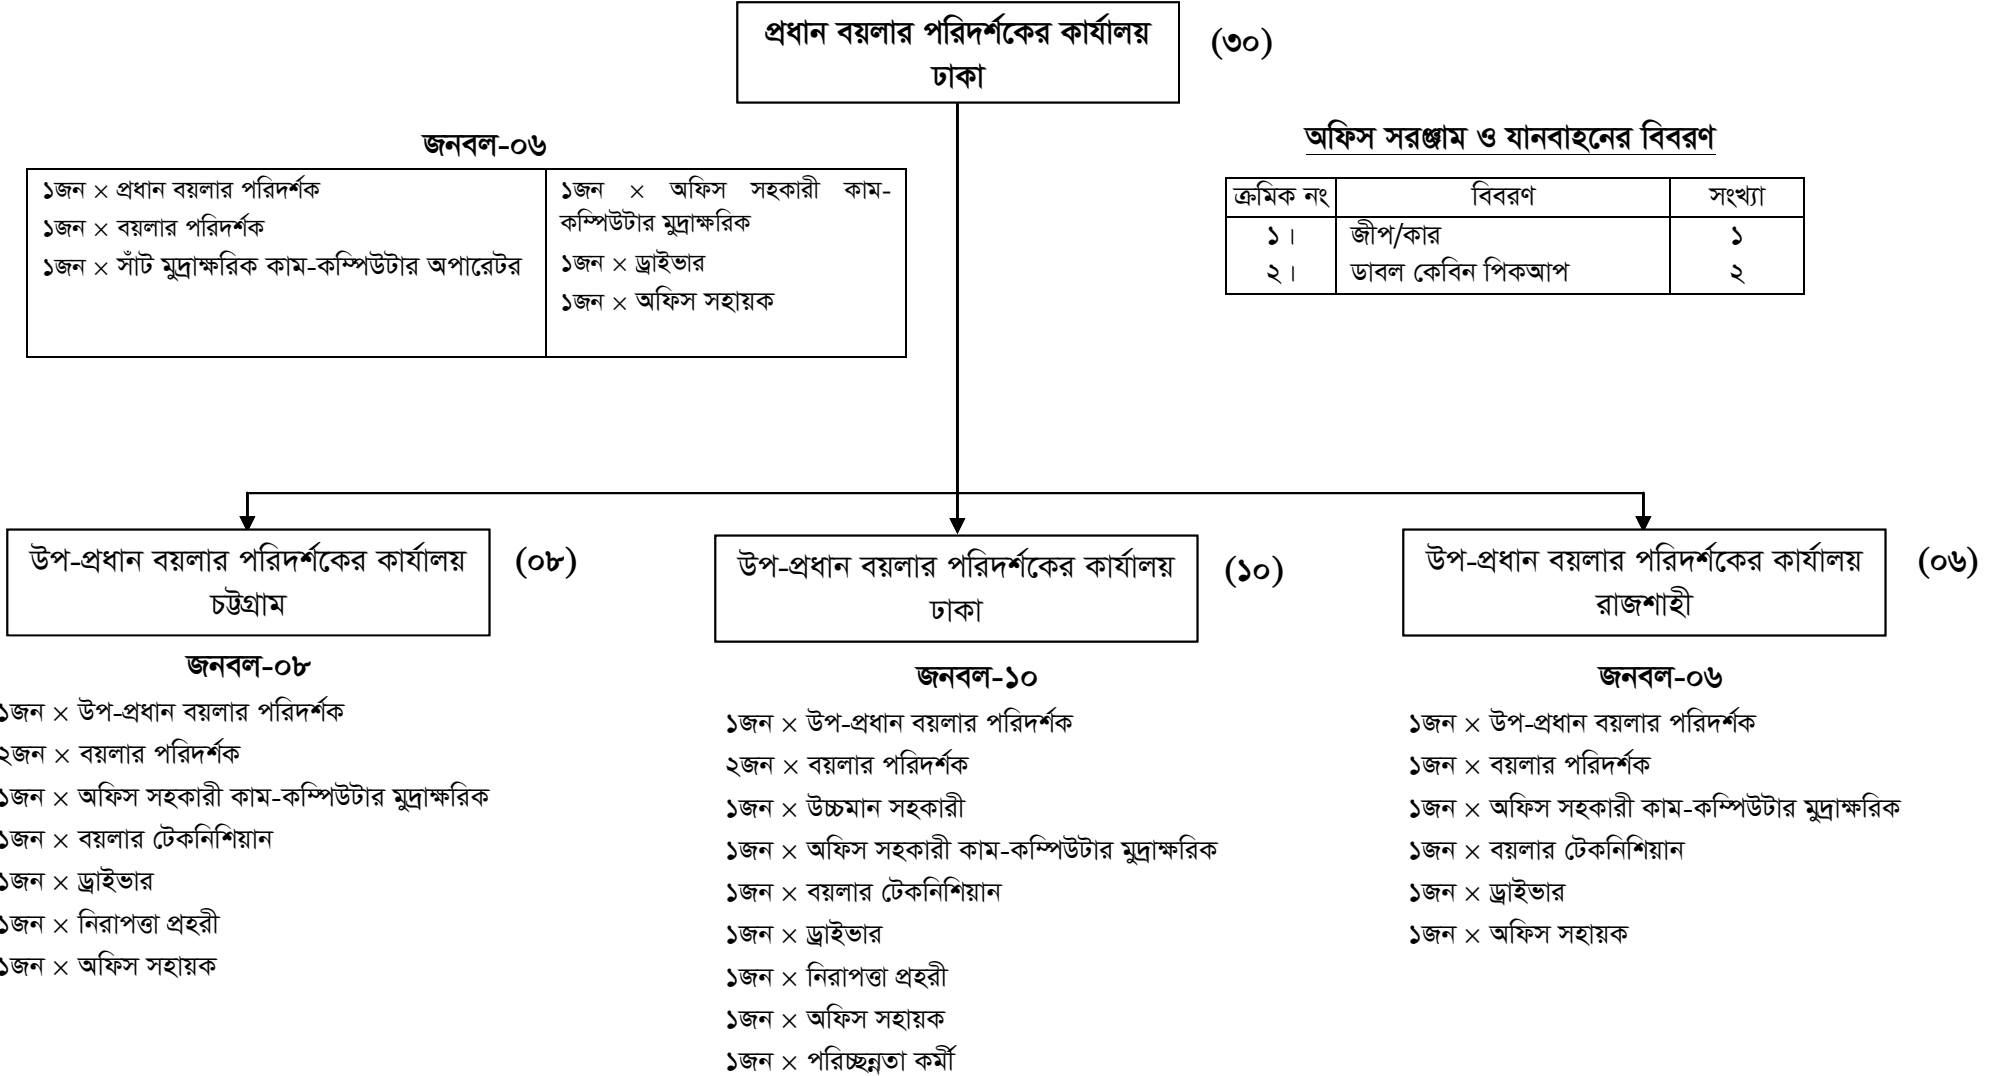 প্রধান বয়লার পরিদর্শকের কার্যালয়
ঢাকা
(৩০)
জনবল-০৬
১জন × প্রধান বয়লার পরিদর্শক
১জন × বয়লার পরিদর্শক
১জন × সাঁট মুদ্রাক্ষরিক কাম-কম্পিউটার অপারেটর
১জন × অফিস সহকারী কাম-
কম্পিউটার মুদ্রাক্ষরিক
১জন × ড্রাইভার
১জন × অফিস সহায়ক
অফিস সরঞ্জাম ও যানবাহনের বিবরণ
ক্রমিক নং বিবরণ সংখ্যা
১। জীপ/কার ১
২। ডাবল কেবিন পিকআপ ২
উপ-প্রধান বয়লার পরিদর্শকের কার্যালয়
চট্টগ্রাম
(০৮)
জনবল-০৮
১জন × উপ-প্রধান বয়লার পরিদর্শক
২জন × বয়লার পরিদর্শক
১জন × অফিস সহকারী কাম-কম্পিউটার মুদ্রাক্ষরিক
১জন × বয়লার টেকনিশিয়ান
১জন × ড্রাইভার
১জন × নিরাপত্তা প্রহরী
১জন × অফিস সহায়ক
উপ-প্রধান বয়লার পরিদর্শকের কার্যালয়
ঢাকা
(১০)
জনবল-১০
১জন × উপ-প্রধান বয়লার পরিদর্শক
২জন × বয়লার পরিদর্শক
১জন × উচ্চমান সহকারী
১জন × অফিস সহকারী কাম-কম্পিউটার মুদ্রাক্ষরিক
১জন × বয়লার টেকনিশিয়ান
১জন × ড্রাইভার
১জন × নিরাপত্তা প্রহরী
১জন × অফিস সহায়ক
১জন × পরিচ্ছন্নতা কর্মী
উপ-প্রধান বয়লার পরিদর্শকের কার্যালয়
রাজশাহী
(০৬)
জনবল-০৬
১জন × উপ-প্রধান বয়লার পরিদর্শক
১জন × বয়লার পরিদর্শক
১জন × অফিস সহকারী কাম-কম্পিউটার মুদ্রাক্ষরিক
১জন × বয়লার টেকনিশিয়ান
১জন × ড্রাইভার
১জন × অফিস সহায়ক